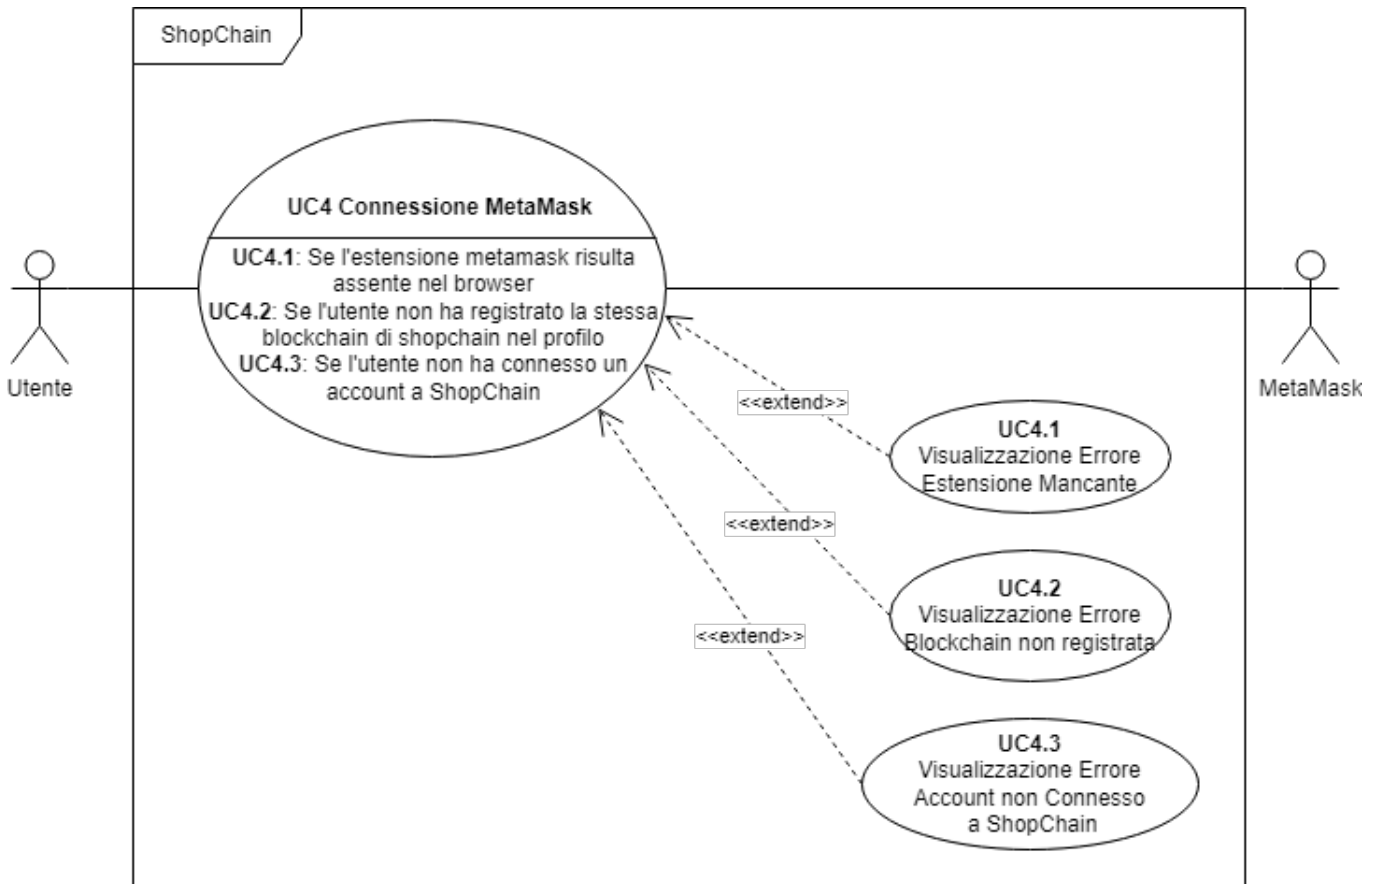 ShopChain
UC4 Connessione MetaMask
UC4.1: Se l'estensione metamask risulta
assente nel browser
UC4.2: Se l'utente non ha registrato la stessa
blockchain di shopchain nel profilo
UC4.3: Se l'utente non ha connesso un
account a ShopChain
Utente
MetaMask
<<extend>>
UC4.1
Visualizzazione Errore
Estensione Mancante
<<extend>>
UC4.2
Visualizzazione Errore
Blockchain non registrata
<<extend>>
UC4.3
Visualizzazione Errore
Account non Connesso
a ShopChain